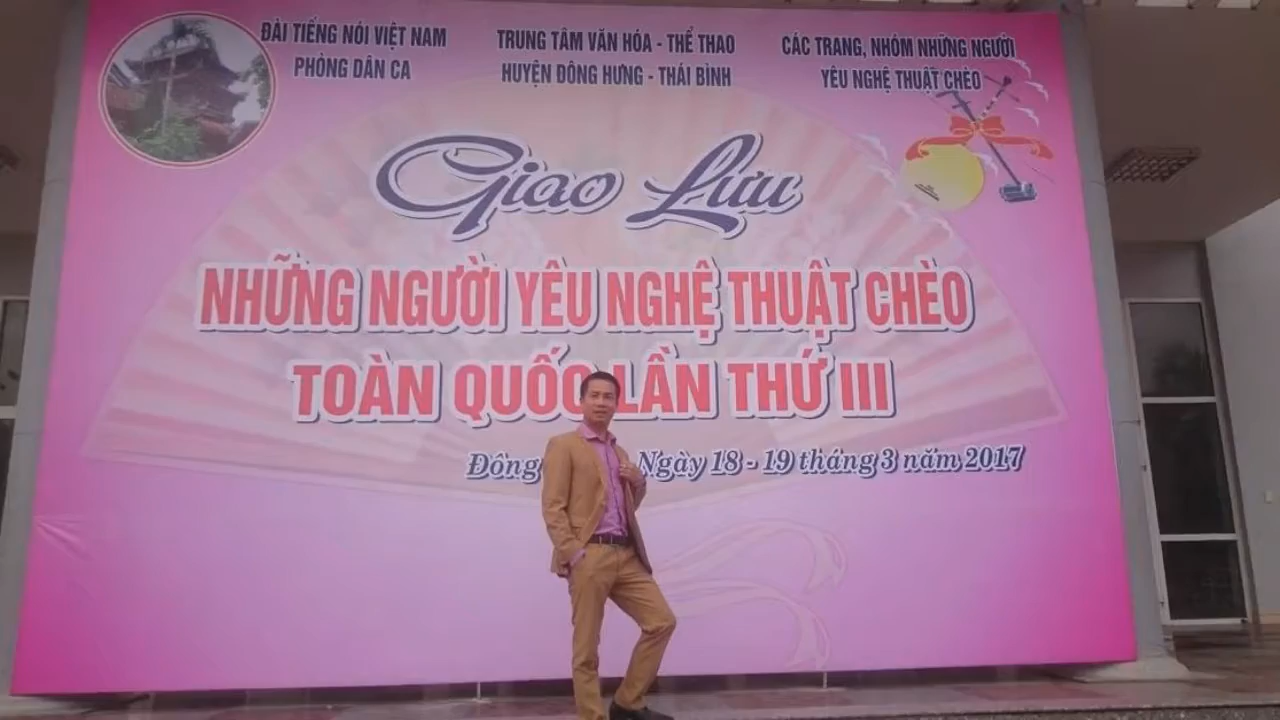 ĐÀI TIẾNG NÓI VIỆT NAM
PHÒNG DÂN CA
TRUNG TÂM VĂN HÓA - THỂ THAO
HUYỆN ĐÔNG HƯNG - THÁI BÌNH
CÁC TRANG, NHÓM NHỮNG NGƯỜI
YÊU NGHỆ THUẬT CHÈO
Giao Lưu
NHỮNG NGƯỜI YÊU NGHỆ THUẬT CHÈO
TOÀN QUỐC LẦN THỨ III
Đông Ngày 18 - 19 tháng 3 năm 2017